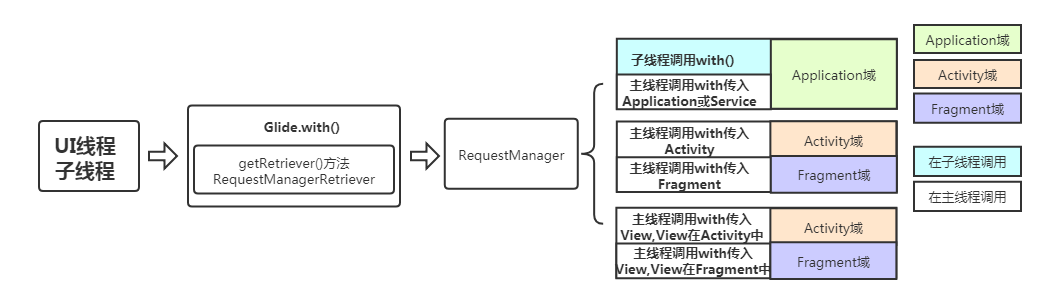 UI线程
子线程
Glide.with()
getRetriever()方法
RequestManagerRetriever
RequestManager
子线程调用with()
主线程调用with传入
Application或Service
Application域
主线程调用with传入
Activity
Activity域
主线程调用with传入
Fragment
Fragment域
主线程调用with传入
View,View在Activity中
Activity域
主线程调用with传入
View,View在Fragment中
Fragment域
Application域
Activity域
Fragment域
在子线程调用
在主线程调用